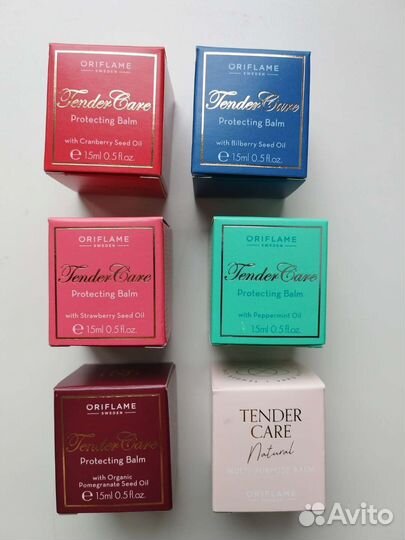 ORIFLAME
SWEDEN
Tender Care
Protecting Balm
with Cranberry Seed Oil
℮ 15ml 0.5 fl.oz.
ORIFLAME
SWEDEN
Tender Care
Protecting Balm
with Bilberry Seed Oil
℮ 15ml 0.5 fl.oz.
ORIFLAME
SWEDEN
Tender Care
Protecting Balm
with Strawberry Seed Oil
℮ 15ml 0.5 fl.oz.
ORIFLAME
SWEDEN
Tender Care
Protecting Balm
with Peppermint Oil
15ml 0.5 fl.oz.
ORIFLAME
SWEDEN
Tender Care
Protecting Balm
with Organic
Pomegranate Seed Oil
℮ 15ml 0.5 fl.oz.
TENDER
CARE
Natural
MULTI-PURPOSE BALM
ORIFLAME
SWEDEN
Avito